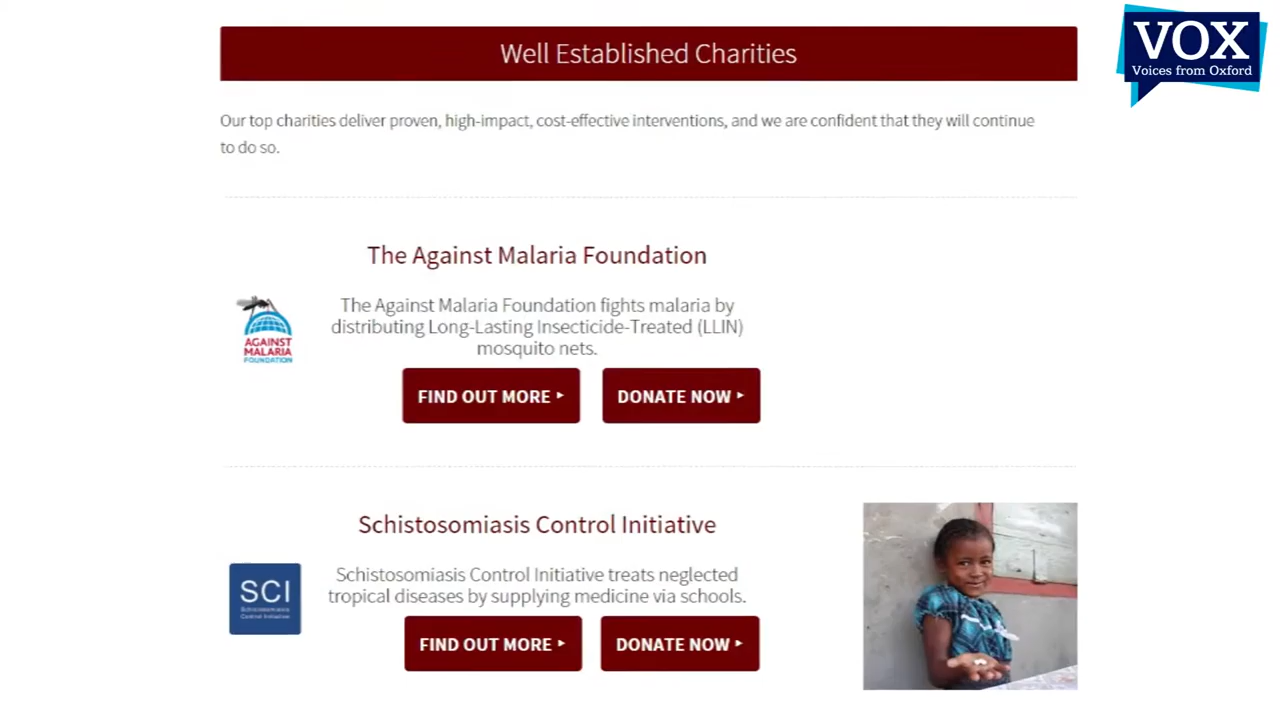 VOX
Voices from Oxford
Well Established Charities
Our top charities deliver proven, high-impact, cost-effective interventions, and we are confident that they will continue
to do so.
The Against Malaria Foundation
AGAINST
MALARIA
FOUNDATION
The Against Malaria Foundation fights malaria by
distributing Long-Lasting Insecticide-Treated (LLIN)
mosquito nets.
FIND OUT MORE ▸
DONATE NOW ▸
Schistosomiasis Control Initiative
SCI
Schistosomiasis
Control Initiative
Schistosomiasis Control Initiative treats neglected
tropical diseases by supplying medicine via schools.
FIND OUT MORE ▸
DONATE NOW ▸